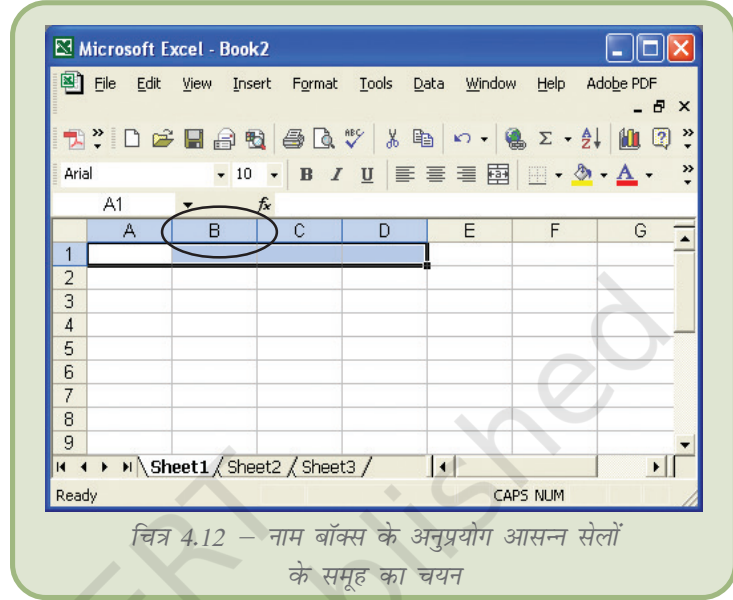 Microsoft Excel - Book2
File Edit View Insert Format Tools Data Window Help Adobe PDF
Arial 10 B I U
A1 fx
A B C D E F G
1
2
3
4
5
6
7
8
9
Sheet1 / Sheet2 / Sheet3 /
Ready CAPS NUM
चित्र 4.12 – नाम बॉक्स के अनुप्रयोग आसन्न सेलों
के समूह का चयन